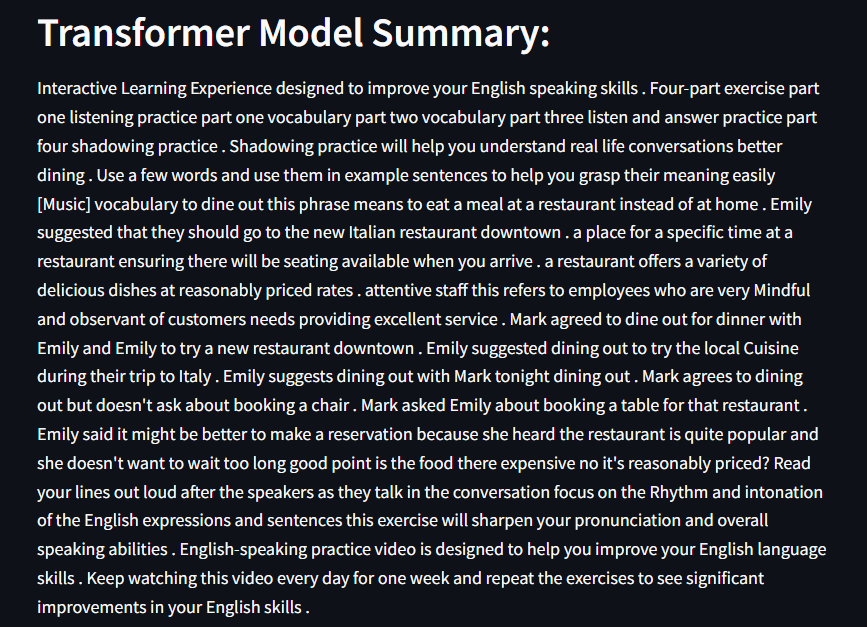 Transformer Model Summary:
Interactive Learning Experience designed to improve your English speaking skills . Four-part exercise part
one listening practice part one vocabulary part two vocabulary part three listen and answer practice part
four shadowing practice . Shadowing practice will help you understand real life conversations better
dining . Use a few words and use them in example sentences to help you grasp their meaning easily
[Music] vocabulary to dine out this phrase means to eat a meal at a restaurant instead of at home . Emily
suggested that they should go to the new Italian restaurant downtown . a place for a specific time at a
restaurant ensuring there will be seating available when you arrive . a restaurant offers a variety of
delicious dishes at reasonably priced rates . attentive staff this refers to employees who are very Mindful
and observant of customers needs providing excellent service . Mark agreed to dine out for dinner with
Emily and Emily to try a new restaurant downtown . Emily suggested dining out to try the local Cuisine
during their trip to Italy . Emily suggests dining out with Mark tonight dining out . Mark agrees to dining
out but doesn't ask about booking a chair . Mark asked Emily about booking a table for that restaurant .
Emily said it might be better to make a reservation because she heard the restaurant is quite popular and
she doesn't want to wait too long good point is the food there expensive no it's reasonably priced? Read
your lines out loud after the speakers as they talk in the conversation focus on the Rhythm and intonation
of the English expressions and sentences this exercise will sharpen your pronunciation and overall
speaking abilities . English-speaking practice video is designed to help you improve your English language
skills . Keep watching this video every day for one week and repeat the exercises to see significant
improvements in your English skills .